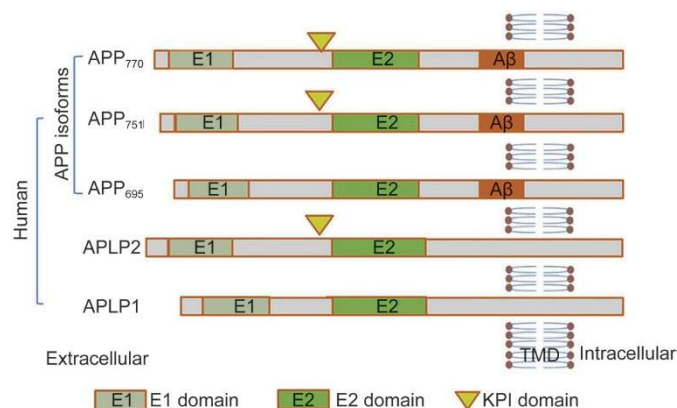 APP770 E1 E2 Aβ
APP751 E1 E2 Aβ
APP695 E1 E2 Aβ
APLP2 E1 E2
APLP1 E1 E2
Human
APP isoforms
Extracellular TMD Intracellular
E1 E1 domain E2 E2 domain KPI domain